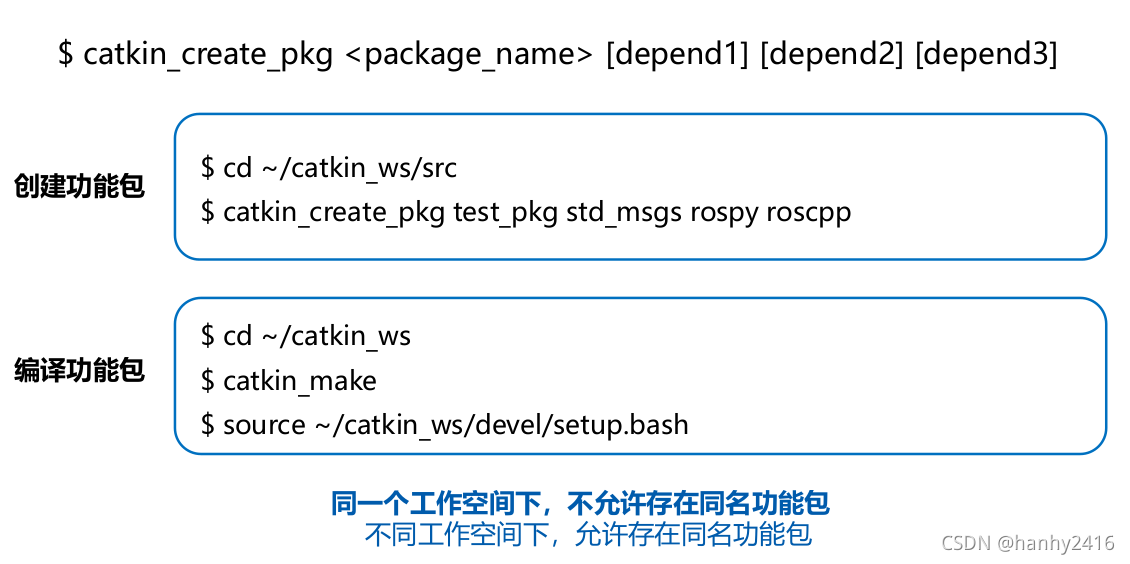 $ catkin_create_pkg <package_name> [depend1] [depend2] [depend3]
创建功能包
$ cd ~/catkin_ws/src
$ catkin_create_pkg test_pkg std_msgs rospy roscpp
编译功能包
$ cd ~/catkin_ws
$ catkin_make
$ source ~/catkin_ws/devel/setup.bash
同一个工作空间下，不允许存在同名功能包
不同工作空间下，允许存在同名功能包
CSDN @hanhy2416